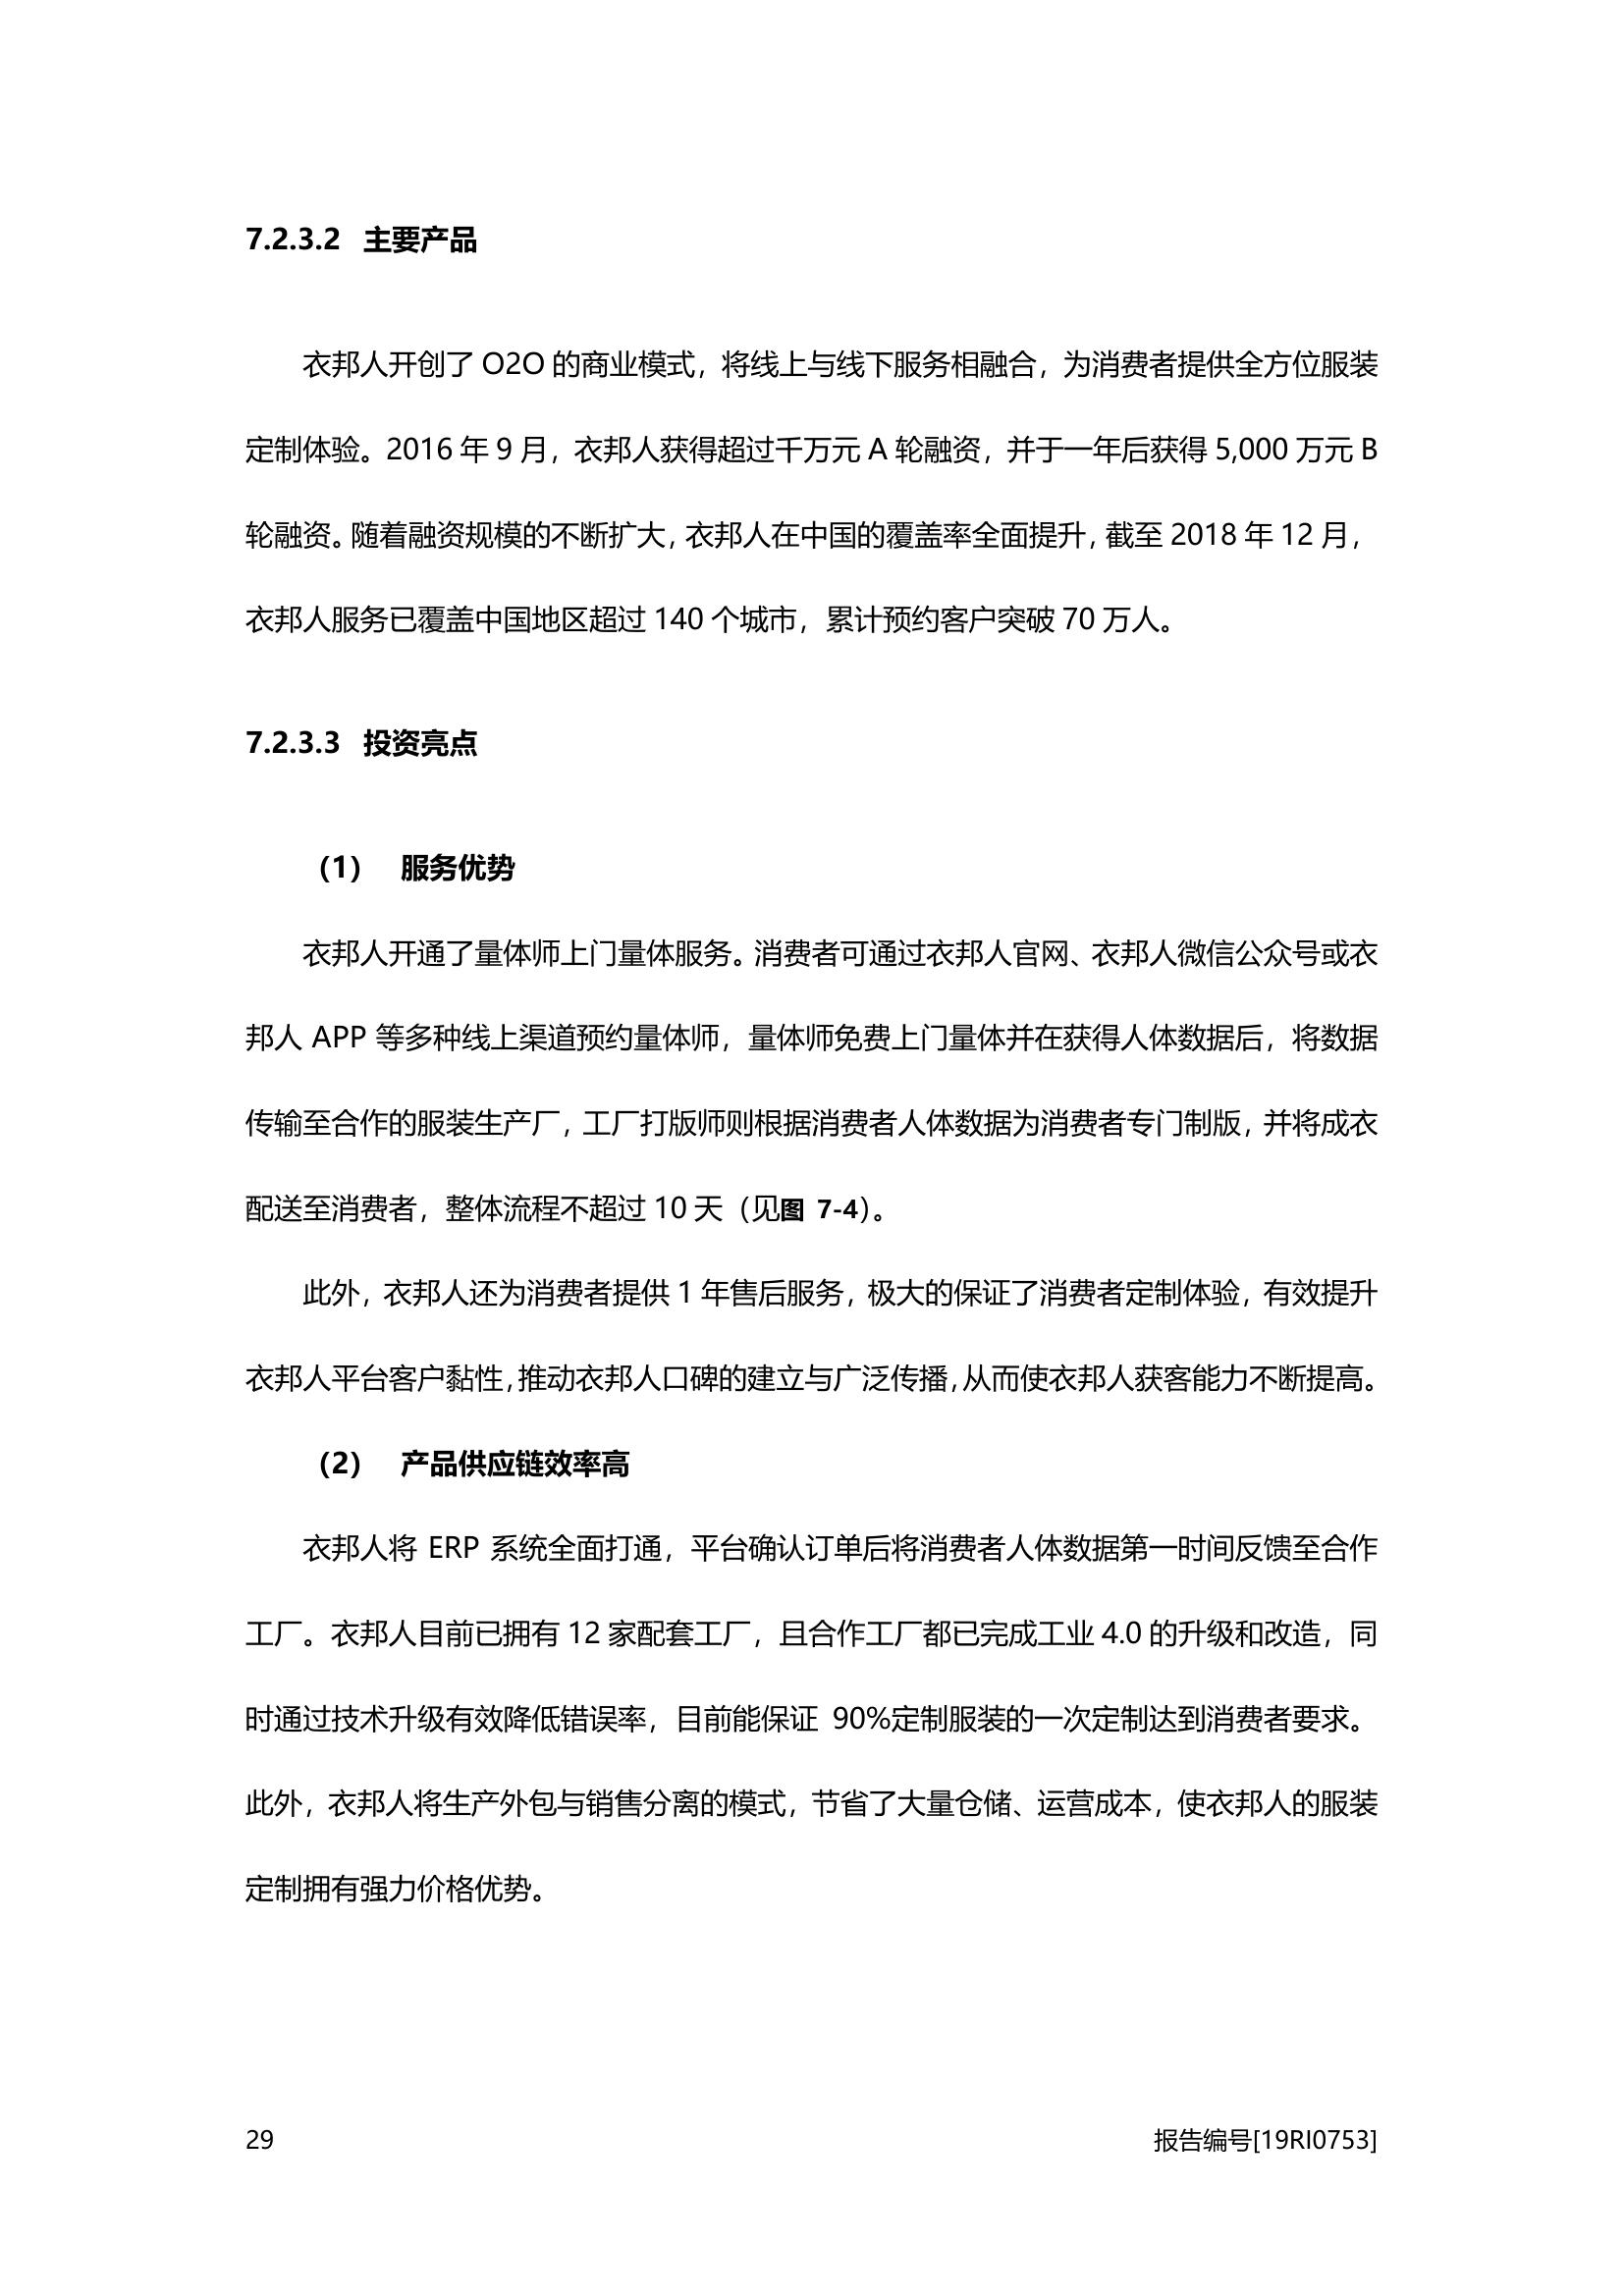 7.2.3.2 主要产品
衣邦人开创了 O2O 的商业模式，将线上与线下服务相融合，为消费者提供全方位服装
定制体验。2016 年 9 月，衣邦人获得超过千万元 A 轮融资，并于一年后获得 5,000 万元 B
轮融资。随着融资规模的不断扩大，衣邦人在中国的覆盖率全面提升，截至 2018 年 12 月，
衣邦人服务已覆盖中国地区超过 140 个城市，累计预约客户突破 70 万人。
7.2.3.3 投资亮点
（1） 服务优势
衣邦人开通了量体师上门量体服务。消费者可通过衣邦人官网、衣邦人微信公众号或衣
邦人 APP 等多种线上渠道预约量体师，量体师免费上门量体并在获得人体数据后，将数据
传输至合作的服装生产厂，工厂打版师则根据消费者人体数据为消费者专门制版，并将成衣
配送至消费者，整体流程不超过 10 天（见图 7-4）。
此外，衣邦人还为消费者提供 1 年售后服务，极大的保证了消费者定制体验，有效提升
衣邦人平台客户黏性，推动衣邦人口碑的建立与广泛传播，从而使衣邦人获客能力不断提高。
（2） 产品供应链效率高
衣邦人将 ERP 系统全面打通，平台确认订单后将消费者人体数据第一时间反馈至合作
工厂。衣邦人目前已拥有 12 家配套工厂，且合作工厂都已完成工业 4.0 的升级和改造，同
时通过技术升级有效降低错误率，目前能保证 90%定制服装的一次定制达到消费者要求。
此外，衣邦人将生产外包与销售分离的模式，节省了大量仓储、运营成本，使衣邦人的服装
定制拥有强力价格优势。
29 报告编号[19RI0753]